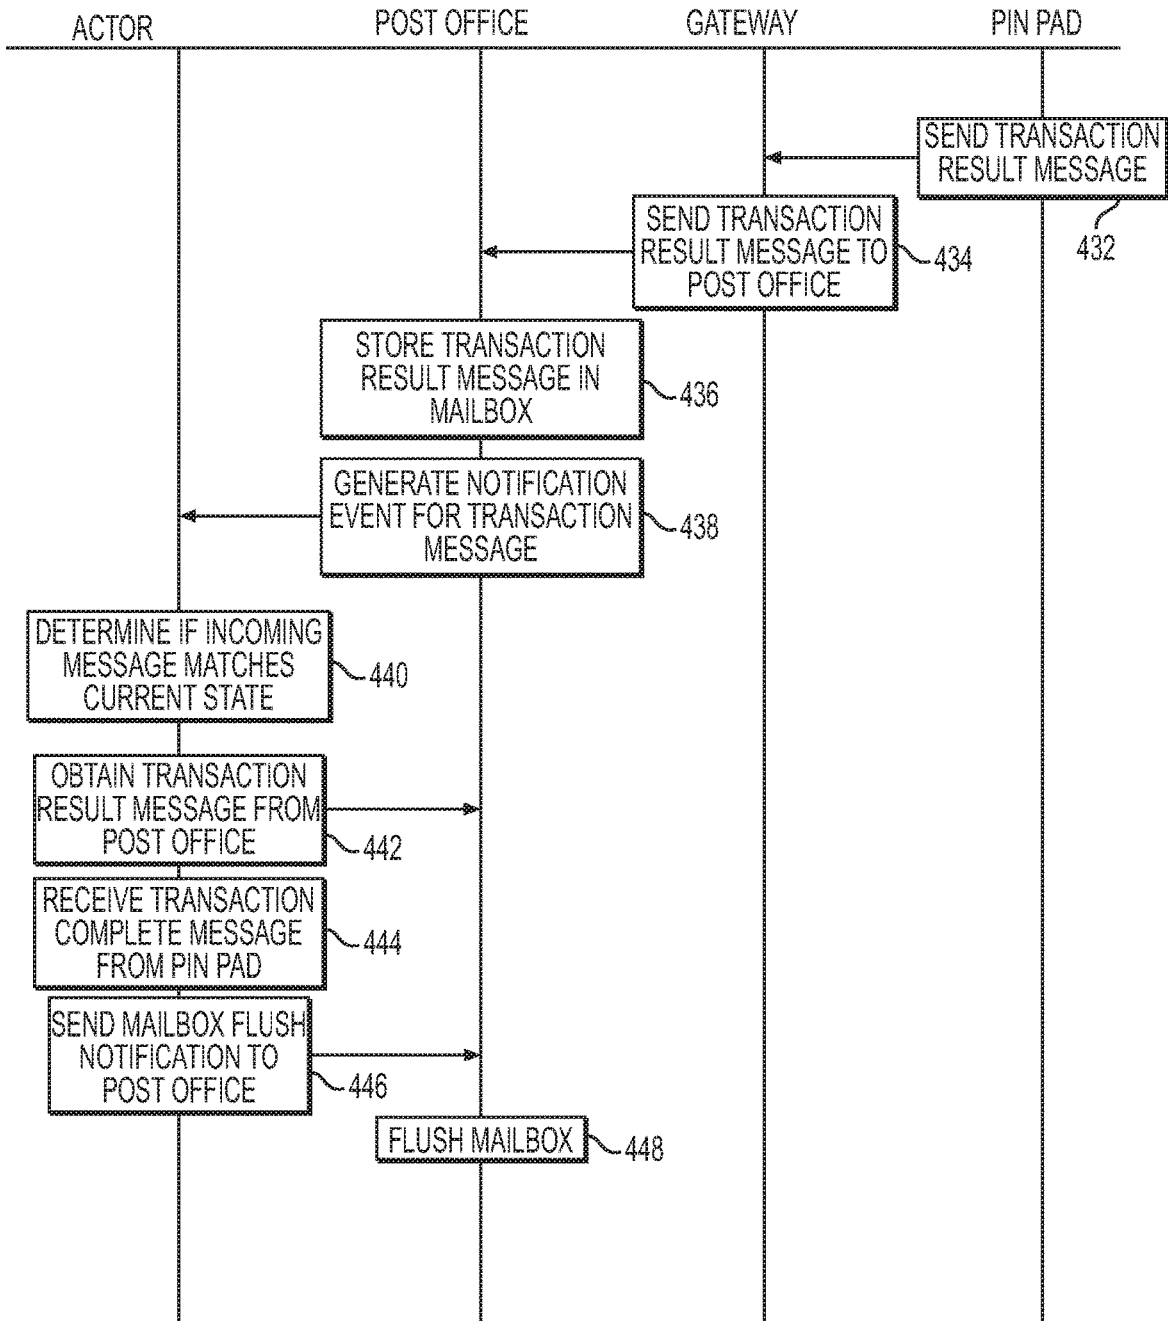 ACTOR
POST OFFICE
GATEWAY
PIN PAD
SEND TRANSACTION
RESULT MESSAGE
432
SEND TRANSACTION
RESULT MESSAGE TO
POST OFFICE
434
STORE TRANSACTION
RESULT MESSAGE IN
MAILBOX
436
GENERATE NOTIFICATION
EVENT FOR TRANSACTION
MESSAGE
438
DETERMINE IF INCOMING
MESSAGE MATCHES
CURRENT STATE
440
OBTAIN TRANSACTION
RESULT MESSAGE FROM
POST OFFICE
442
RECEIVE TRANSACTION
COMPLETE MESSAGE
FROM PIN PAD
444
SEND MAILBOX FLUSH
NOTIFICATION TO
POST OFFICE
446
FLUSH MAILBOX
448